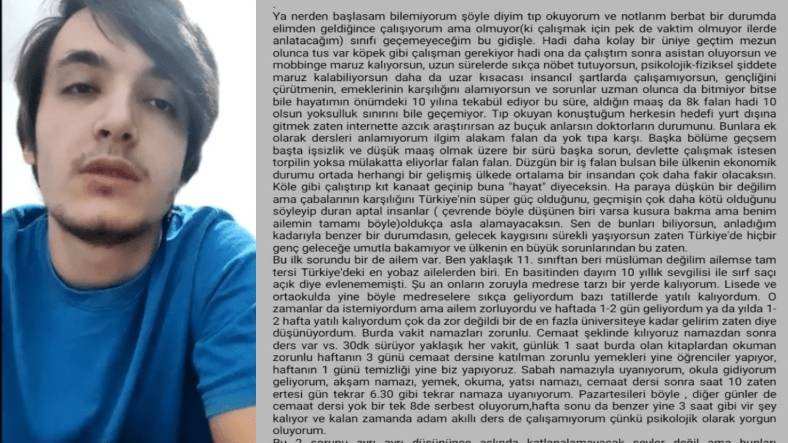 .
Ya nerden başlasam bilemiyorum şöyle diyim tıp okuyorum ve notlarım berbat bir durumda
elimden geldiğince çalışıyorum ama olmuyor(ki çalışmak için pek de vaktim olmuyor ilerde
anlatacağım) sınıfı geçemeyeceğim bu gidişle. Hadi daha kolay bir üniye geçtim mezun
olunca tus var köpek gibi çalışman gerekiyor hadi ona da çalıştım sonra asistan oluyorsun ve
mobbinge maruz kalıyorsun, uzun sürelerde sıkça nöbet tutuyorsun, psikolojik-fiziksel şiddete
maruz kalabiliyorsun daha da uzar kısacası insancıl şartlarda çalışamıyorsun, gençliğini
çürütmenin, emeklerinin karşılığını alamıyorsun ve sorunlar uzman olunca da bitmiyor bitse
bile hayatımın önümdeki 10 yılına tekabül ediyor bu süre, aldığın maaş da 8k falan hadi 10
olsun yoksulluk sınırını bile geçemiyor. Tıp okuyan konuştuğum herkesin hedefi yurt dışına
gitmek zaten internette azcık araştırırsan az buçuk anlarsın doktorların durumunu. Bunlara ek
olarak dersleri anlamıyorum ilgim alakam falan da yok tıpa karşı. Başka bölüme geçsem
başta işsizlik ve düşük maaş olmak üzere bir sürü başka sorun, devlette çalışmak istesen
torpilin yoksa mülakatta eliyorlar falan falan. Düzgün bir iş falan bulsan bile ülkenin ekonomik
durumu ortada herhangi bir gelişmiş ülkede ortalama bir insandan çok daha fakir olacaksın.
Köle gibi çalıştırıp kıt kanaat geçinip buna "hayat" diyeceksin. Ha paraya düşkün bir değilim
ama çabalarının karşılığını Türkiye'nin süper güç olduğunu, geçmişin çok daha kötü olduğunu
söyleyip duran aptal insanlar ( çevrende böyle düşünen biri varsa kusura bakma ama benim
ailemin tamamı böyle)oldukça asla alamayacaksın. Sen de bunları biliyorsun, anladığım
kadarıyla benzer bir durumdasın, gelecek kaygısını sürekli yaşıyorsun zaten Türkiye'de hiçbir
genç geleceğe umutla bakamıyor ve ülkenin en büyük sorunlarından bu zaten.
Bu ilk sorundu bir de ailem var. Ben yaklaşık 11. sınıftan beri müslüman değilim ailemse tam
tersi Türkiye'deki en yobaz ailelerden biri. En basitinden dayım 10 yıllık sevgilisi ile sırf saçı
açık diye evlenememişti. Şu an onların zoruyla medrese tarzı bir yerde kalıyorum. Lisede ve
ortaokulda yine böyle medreselere sıkça geliyordum bazı tatillerde yatılı kalıyordum. O
zamanlar da istemiyordum ama ailem zorluyordu ve haftada 1-2 gün geliyordum ya da yılda 1-
2 hafta yatılı kalıyordum çok da zor değildi bir de en fazla üniversiteye kadar gelirim zaten diye
düşünüyordum. Burda vakit namazları zorunlu. Cemaat şeklinde kılıyoruz namazdan sonra
ders var vs. 30dk sürüyor yaklaşık her vakit, günlük 1 saat burda olan kitaplardan okuman
zorunlu haftanın 3 günü cemaat dersine katılman zorunlu yemekleri yine öğrenciler yapıyor,
haftanın 1 günü temizliği yine biz yapıyoruz. Sabah namazıyla uyanıyorum, okula gidiyorum
geliyorum, akşam namazı, yemek, okuma, yatsı namazı, cemaat dersi sonra saat 10 zaten
ertesi gün tekrar 6.30 gibi tekrar namaza uyanıyorum. Pazartesileri böyle , diğer günler de
cemaat dersi yok bir tek 8de serbest oluyorum,hafta sonu da benzer yine 3 saat gibi vir şey
kalıyor ve kalan zamanda adam akıllı ders de çalışamıyorum çünkü psikolojik olarak yorgun
oluyorum.
Bu 2 sorunu ayrı ayrı düşününce aslında katlanalamayacak şeyler değil ama bunları